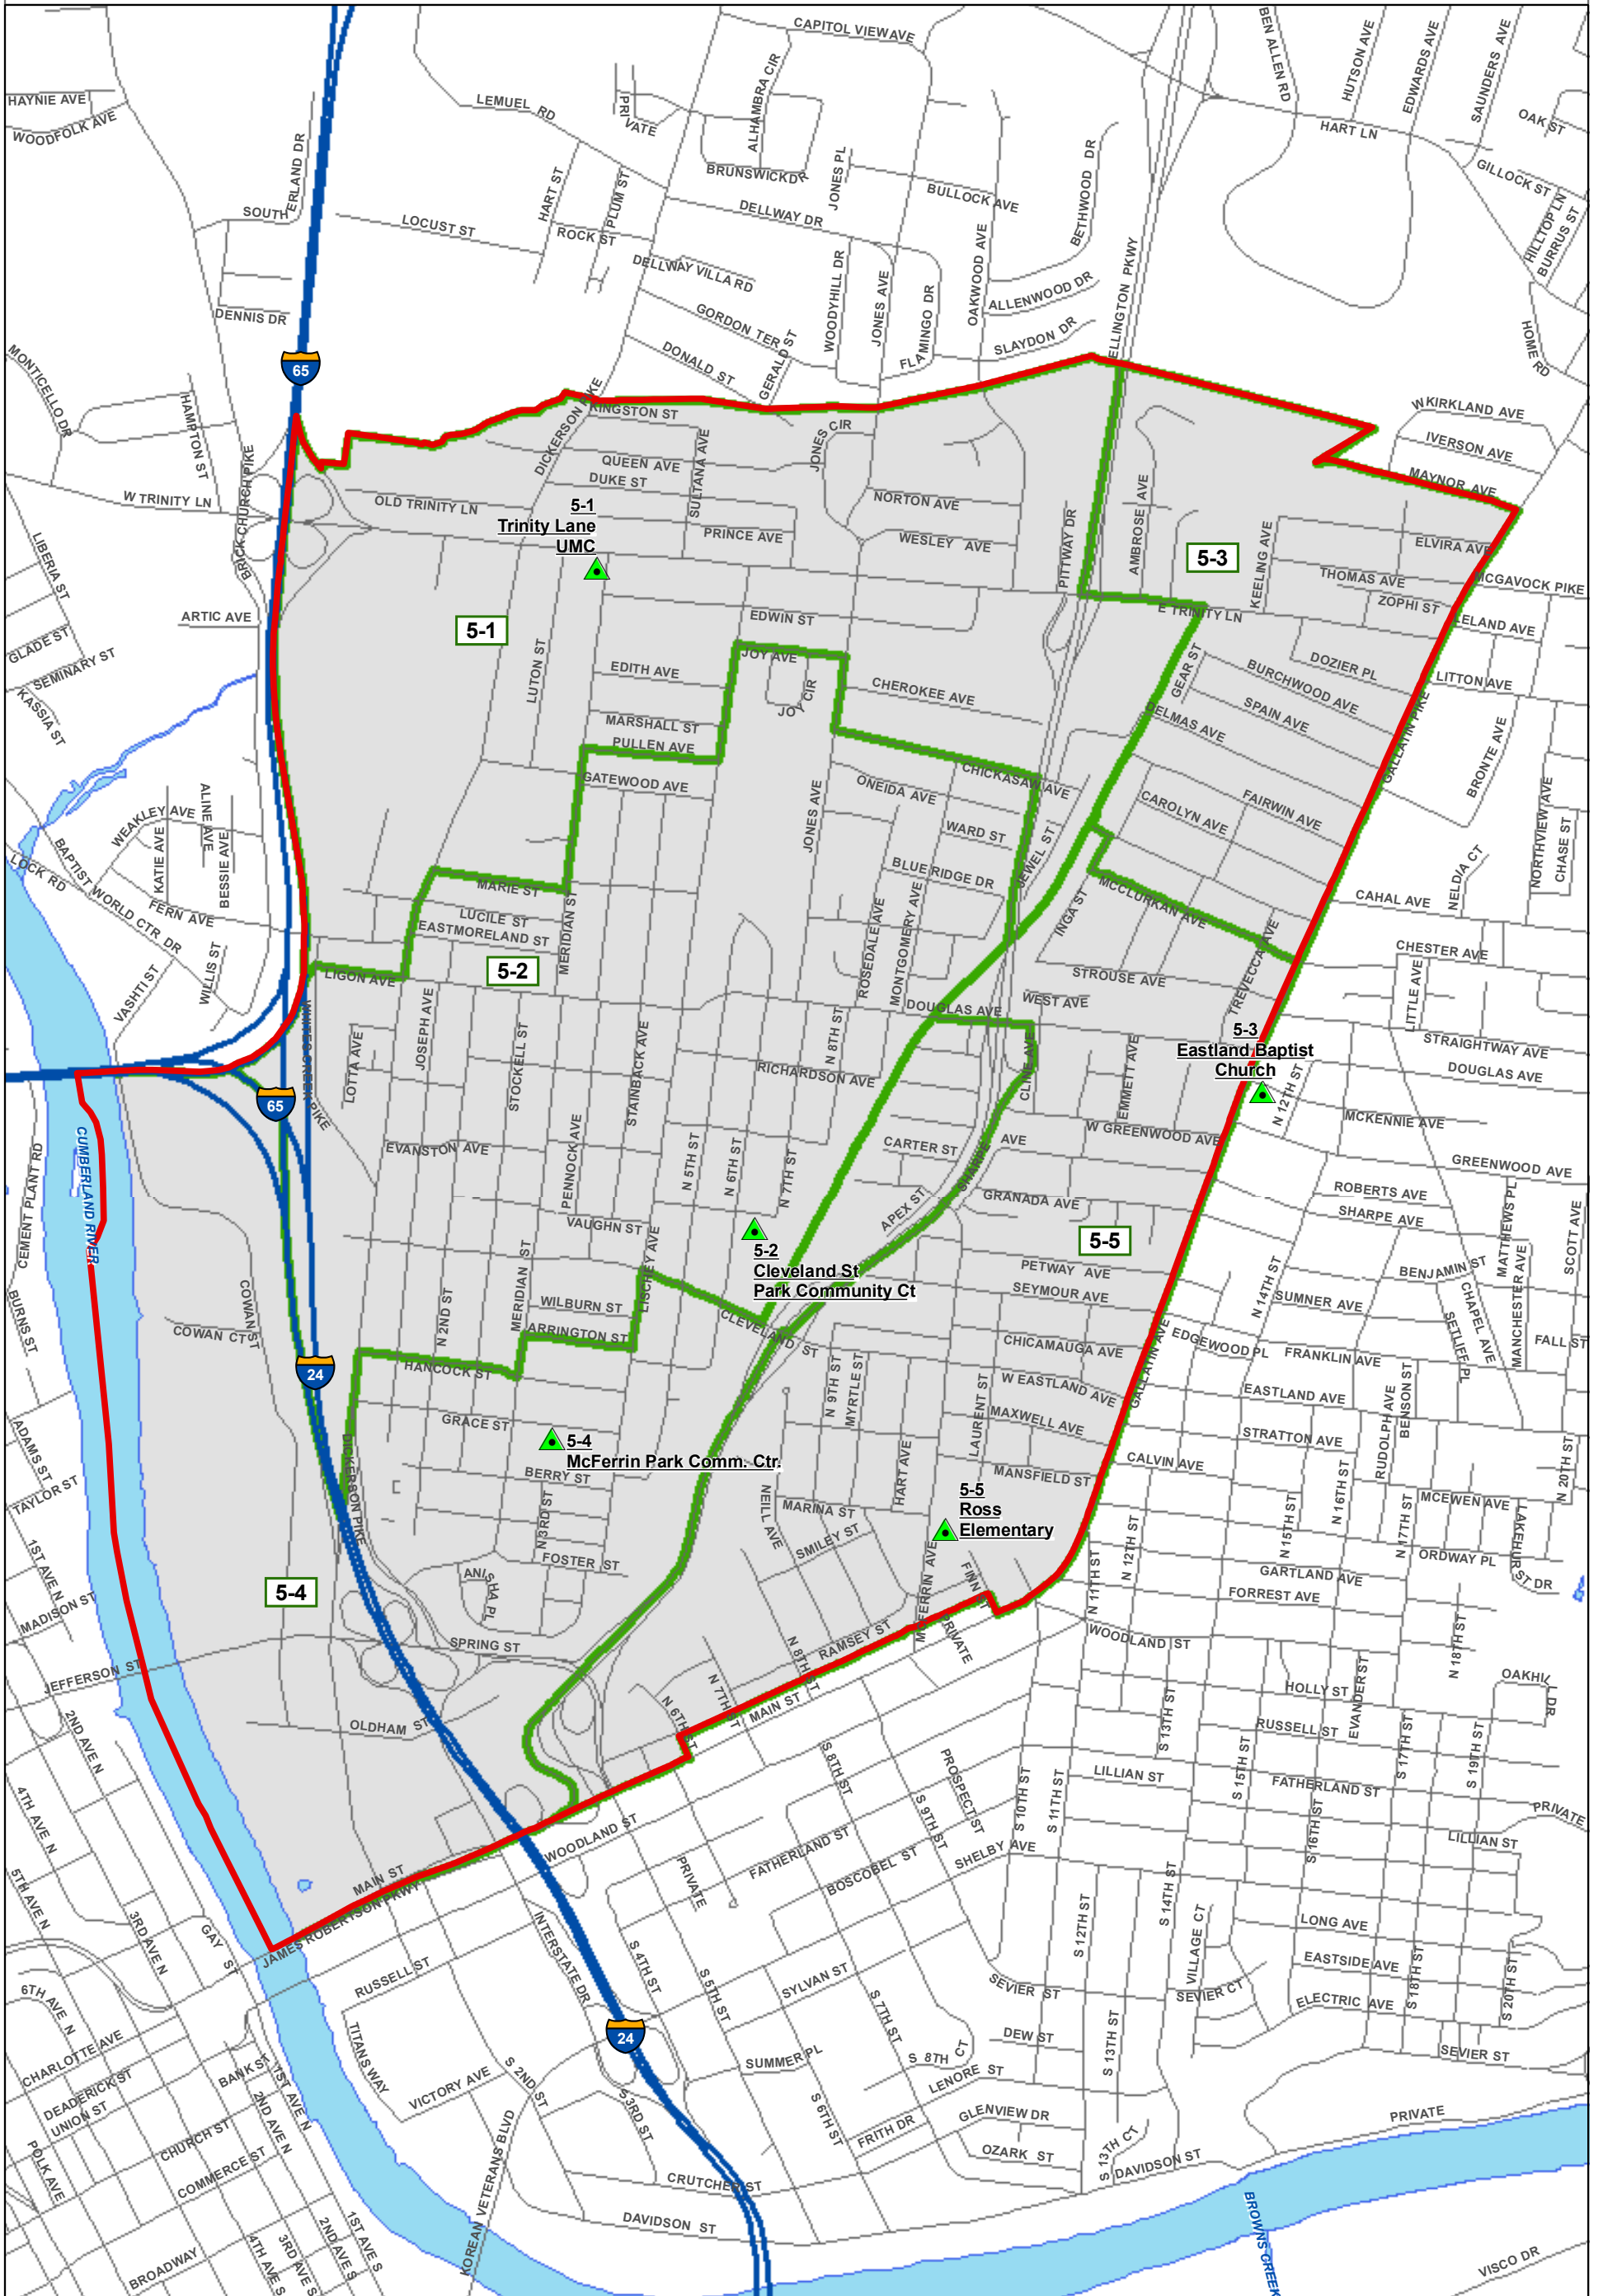 CAPITOL VIEW AVE
BEN ALLEN RD
HUTSON AVE
EDWARDS AVE
SAUNDERS AVE
HAYNIE AVE
WOODFOLK AVE
LEMUEL RD
PRIVATE
ALHAMBRA CIR
HART LN
OAK ST
ERLAND DR
BRUNSWICK DR
JONES PL
BULLOCK AVE
BETHWOOD DR
GILLOCK ST
HILLTOP LN
BURRUS ST
SOUTH
LOCUST ST
HART ST
PLUM ST
ROCK ST
DELLWAY DR
DELLWAY VILLA RD
WOODYHILL DR
JONES AVE
FLAMINGO DR
OAKWOOD AVE
ALLENWOOD DR
ELLINGTON PKWY
DENNIS DR
GORDON TER
DONALD ST
GERALD ST
SLAYDON DR
HOME RD
65
MONTICELLO DR
HAMPTON ST
KINGSTON ST
DICKERSON PIKE
W KIRKLAND AVE
IVERSON AVE
MAYNOR AVE
BRICK CHURCH PIKE
W TRINITY LN
OLD TRINITY LN
QUEEN AVE
DUKE ST
SULTANA AVE
JONES CIR
NORTON AVE
PRINCE AVE
WESLEY AVE
PITTWAY DR
AMBROSE AVE
KEELING AVE
ELVIRA AVE
5-1
Trinity Lane
UMC
5-3
THOMAS AVE
MCGAVOCK PIKE
ZOPHI ST
LELAND AVE
LIBERIA ST
ARTIC AVE
GLADE ST
SEMINARY ST
KASSIA ST
5-1
EDWIN ST
E TRINITY LN
LUTON ST
EDITH AVE
JOY AVE
JOY CIR
CHEROKEE AVE
GEAR ST
DOZIER PL
BURCHWOOD AVE
SPAIN AVE
DELMAS AVE
LITTON AVE
GALLATIN PIKE
BRONTE AVE
MARSHALL ST
PULLEN AVE
GATEWOOD AVE
CHICKASAW AVE
ONEIDA AVE
WARD ST
BLUE RIDGE DR
JONES AVE
JEWEL ST
CAROLYN AVE
FAIRWIN AVE
NORTHVIEW AVE
CHASE ST
NELDIA CT
WEAKLEY AVE
ALINE AVE
KATIE AVE
BESSIE AVE
LOCK RD
BAPTIST WORLD CTR DR
FERN AVE
WILLIS ST
VASHTI ST
MARIE ST
LUCILE ST
EASTMORELAND ST
MERIDIAN ST
5-2
LIGON AVE
ROSEDALE AVE
MONTGOMERY AVE
INGA ST
MCCLURKAN AVE
TREVECCA AVE
CAHAL AVE
CHESTER AVE
LITTLE AVE
STROUSE AVE
DOUGLAS AVE
WEST AVE
5-3
Eastland Baptist
Church
STRAIGHTWAY AVE
DOUGLAS AVE
WHITES CREEK PIKE
LOTTA AVE
JOSEPH AVE
STOCKELL ST
STAINBACK AVE
N 8TH ST
RICHARDSON AVE
CLINE AVE
EMMETT AVE
N 12TH ST
MCKENNIE AVE
65
CEMENT PLANT RD
CUMBERLAND RIVER
EVANSTON AVE
PENNOCK AVE
N 5TH ST
N 6TH ST
N 7TH ST
CARTER ST
SHARPE
AVE
W GREENWOOD AVE
GREENWOOD AVE
ROBERTS AVE
SHARPE AVE
MATTHEWS PL
SCOTT AVE
VAUGHN ST
GRANADA AVE
APEX ST
5-2
Cleveland St
Park Community Ct
5-5
PETWAY AVE
SEYMOUR AVE
BENJAMIN ST
CHAPEL AVE
MANCHESTER AVE
BURNS ST
COWAN ST
COWAN CT
N 2ND ST
MERIDIAN ST
LISCHEY AVE
WILBURN ST
ARRINGTON ST
CLEVELAND ST
HANCOCK ST
CHICAMAUGA AVE
N 14TH ST
SUMNER AVE
SETLIFF PL
FALL ST
GALLATIN AVE
EDGEWOOD PL
FRANKLIN AVE
24
GRACE ST
N 9TH ST
MYRTLE ST
W EASTLAND AVE
LAURENT ST
MAXWELL AVE
EASTLAND AVE
STRATTON AVE
RUDOLPH AVE
BENSON ST
ADAMS ST
TAYLOR ST
DICKERSON PIKE
5-4
McFerrin Park Comm. Ctr.
BERRY ST
HART AVE
MANSFIELD ST
CALVIN AVE
N 16TH ST
MCEWEN AVE
N 20TH ST
5-5
Ross
Elementary
N 3RD ST
FOSTER ST
NEILL AVE
MARINA ST
SMILEY ST
MCFERRIN AVE
FINN ST
N 11TH ST
N 12TH ST
N 15TH ST
N 17TH ST
ORDWAY PL
LAKEHURST DR
GARTLAND AVE
FORREST AVE
1ST AVE N
MADISON ST
5-4
ANISHA PL
SPRING ST
RAMSEY ST
PRIVATE
WOODLAND ST
N 18TH ST
JEFFERSON ST
OLDHAM ST
N 6TH ST
N 7TH ST
N 8TH ST
MAIN ST
HOLLY ST
EVANDER ST
OAKHILL DR
2ND AVE N
S 13TH ST
RUSSELL ST
S 8TH ST
PROSPECT ST
S 10TH ST
S 11TH ST
LILLIAN ST
S 15TH ST
S 17TH ST
S 19TH ST
FATHERLAND ST
PRIVATE
4TH AVE N
S 9TH ST
WOODLAND ST
FATHERLAND ST
SHELBY AVE
S 16TH ST
LILLIAN ST
MAIN ST
JAMES ROBERTSON PKWY
PRIVATE
BOSCOBEL ST
5TH AVE N
3RD AVE N
GAY ST
INTERSTATE DR
S 4TH ST
S 5TH ST
S 12TH ST
S 14TH ST
VILLAGE CT
LONG AVE
EASTSIDE AVE
S 18TH ST
S 20TH ST
RUSSELL ST
SYLVAN ST
S 7TH ST
SEVIER ST
SEVIER CT
ELECTRIC AVE
6TH AVE N
TITANS WAY
24
DEW ST
S 13TH ST
SEVIER ST
CHARLOTTE AVE
DEADERICK ST
UNION ST
BANK ST
1ST AVE N
2ND AVE N
VICTORY AVE
S 2ND ST
S 3RD ST
SUMMER PL
S 6TH ST
S 8TH CT
LENORE ST
GLENVIEW DR
FRITH DR
OZARK ST
S 13TH CT
DAVIDSON ST
PRIVATE
POLK AVE
CHURCH ST
COMMERCE ST
KOREAN VETERANS BLVD
CRUTCHER ST
DAVIDSON ST
BROADWAY
4TH AVE S
3RD AVE S
2ND AVE S
1ST AVE S
BROWNS CREEK
VISCO DR